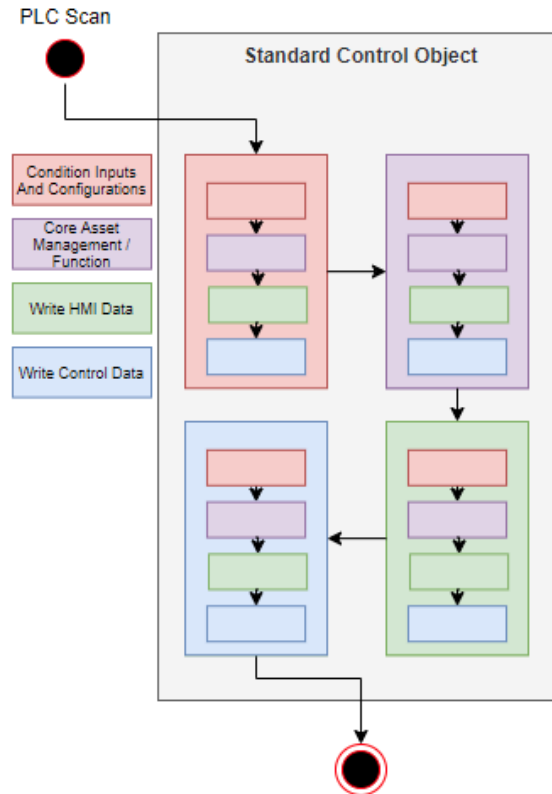 PLC Scan
Standard Control Object
Condition Inputs
And Configurations
Core Asset
Management /
Function
Write HMI Data
Write Control Data